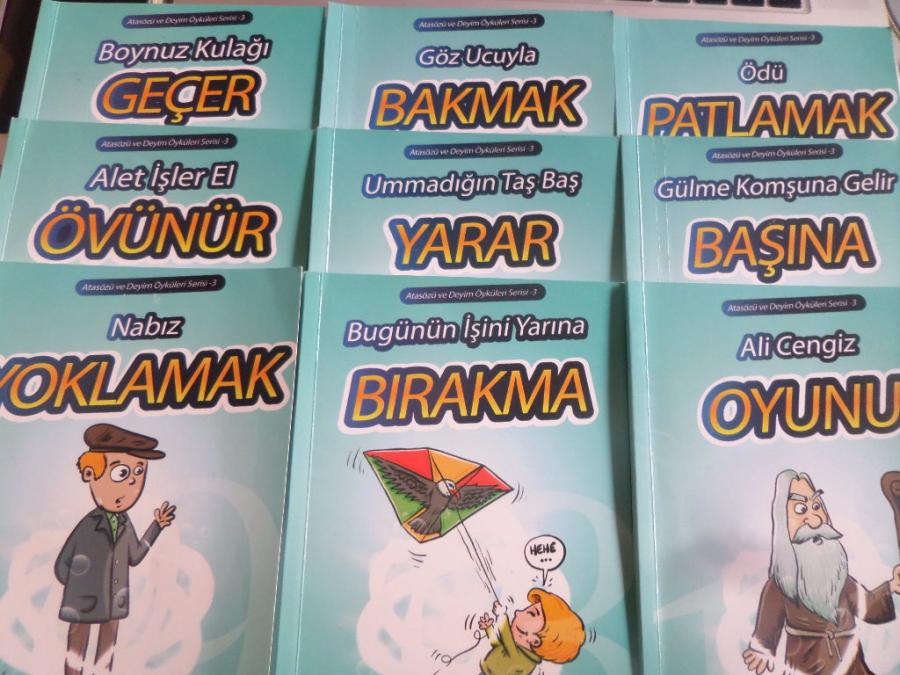 Atasözü ve Deyim Öyküleri Serisi -3
Boynuz Kulağı
GEÇER
Atasözü ve Deyim Öyküleri Serisi -3
Göz Ucuyla
BAKMAK
Atasözü ve Deyim Öyküleri Serisi -3
Ödü
PATLAMAK
Atasözü ve Deyim Öyküleri Serisi -3
Alet İşler El
ÖVÜNÜR
Atasözü ve Deyim Öyküleri Serisi -3
Ummadığın Taş Baş
YARAR
Atasözü ve Deyim Öyküleri Serisi -3
Gülme Komşuna Gelir
BAŞINA
Atasözü ve Deyim Öyküleri Serisi -3
Nabız
YOKLAMAK
Atasözü ve Deyim Öyküleri Serisi -3
Bugünün İşini Yarına
BIRAKMA
HEHE
...
Atasözü ve Deyim Öyküleri Serisi -3
Ali Cengiz
OYUNU